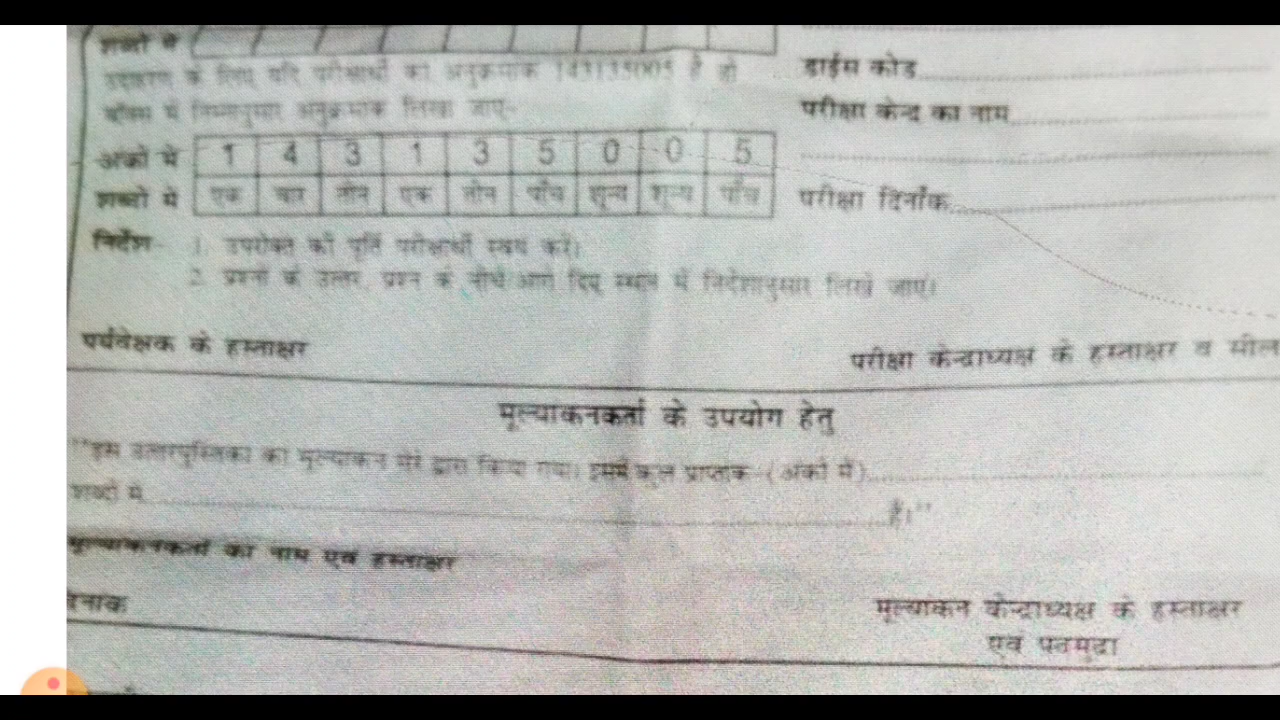 शब्दों में
उदाहरण के लिए यदि परीक्षार्थी का अनुक्रमांक 143135005 है तो
बॉक्स में निम्नानुसार अनुक्रमांक लिखा जाए-
अंकों में 1 4 3 1 3 5 0 0 5
शब्दों में एक चार तीन एक तीन पाँच शून्य शून्य पाँच
डाईस कोड
परीक्षा केन्द्र का नाम
परीक्षा दिनाँक
निर्देश- 1. उपरोक्त की पूर्ति परीक्षार्थी स्वयं करें।
2. प्रश्नों के उत्तर, प्रश्न के नीचे/आगे दिए स्थान में निर्देशानुसार लिखें जाएं।
पर्यवेक्षक के हस्ताक्षर
परीक्षा केन्द्राध्यक्ष के हस्ताक्षर व सील
मूल्यांकनकर्ता के उपयोग हेतु
"इस उत्तरपुस्तिका का मूल्यांकन मेरे द्वारा किया गया। इसमें कुल प्राप्तांक (अंकों में)
शब्दों में है।"
मूल्यांकनकर्ता का नाम एवं हस्ताक्षर
दिनांक
मूल्यांकन केन्द्राध्यक्ष के हस्ताक्षर
एवं पदमुद्रा